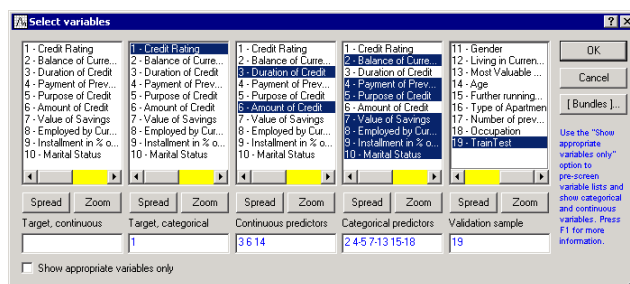 Select variables
1 - Credit Rating
2 - Balance of Curre...
3 - Duration of Credit
4 - Payment of Prev...
5 - Purpose of Credit
6 - Amount of Credit
7 - Value of Savings
8 - Employed by Cur...
9 - Installment in % o...
10 - Marital Status
Spread Zoom
Target, continuous
1 - Credit Rating
2 - Balance of Curre...
3 - Duration of Credit
4 - Payment of Prev...
5 - Purpose of Credit
6 - Amount of Credit
7 - Value of Savings
8 - Employed by Cur...
9 - Installment in % o...
10 - Marital Status
Spread Zoom
Target, categorical
1
1 - Credit Rating
2 - Balance of Curre...
3 - Duration of Credit
4 - Payment of Prev...
5 - Purpose of Credit
6 - Amount of Credit
7 - Value of Savings
8 - Employed by Cur...
9 - Installment in % o...
10 - Marital Status
Spread Zoom
Continuous predictors
3 6 14
1 - Credit Rating
2 - Balance of Curre...
3 - Duration of Credit
4 - Payment of Prev...
5 - Purpose of Credit
6 - Amount of Credit
7 - Value of Savings
8 - Employed by Cur...
9 - Installment in % o...
10 - Marital Status
Spread Zoom
Categorical predictors
2 4-5 7-13 15-18
11 - Gender
12 - Living in Curren...
13 - Most Valuable ...
14 - Age
15 - Further running...
16 - Type of Apartmen
17 - Number of prev...
18 - Occupation
19 - TrainTest
Spread Zoom
Validation sample
19
OK
Cancel
[ Bundles ]...
Use the "Show
appropriate
variables only"
option to
pre-screen
variable lists and
show categorical
and continuous
variables. Press
F1 for more
information.
Show appropriate variables only